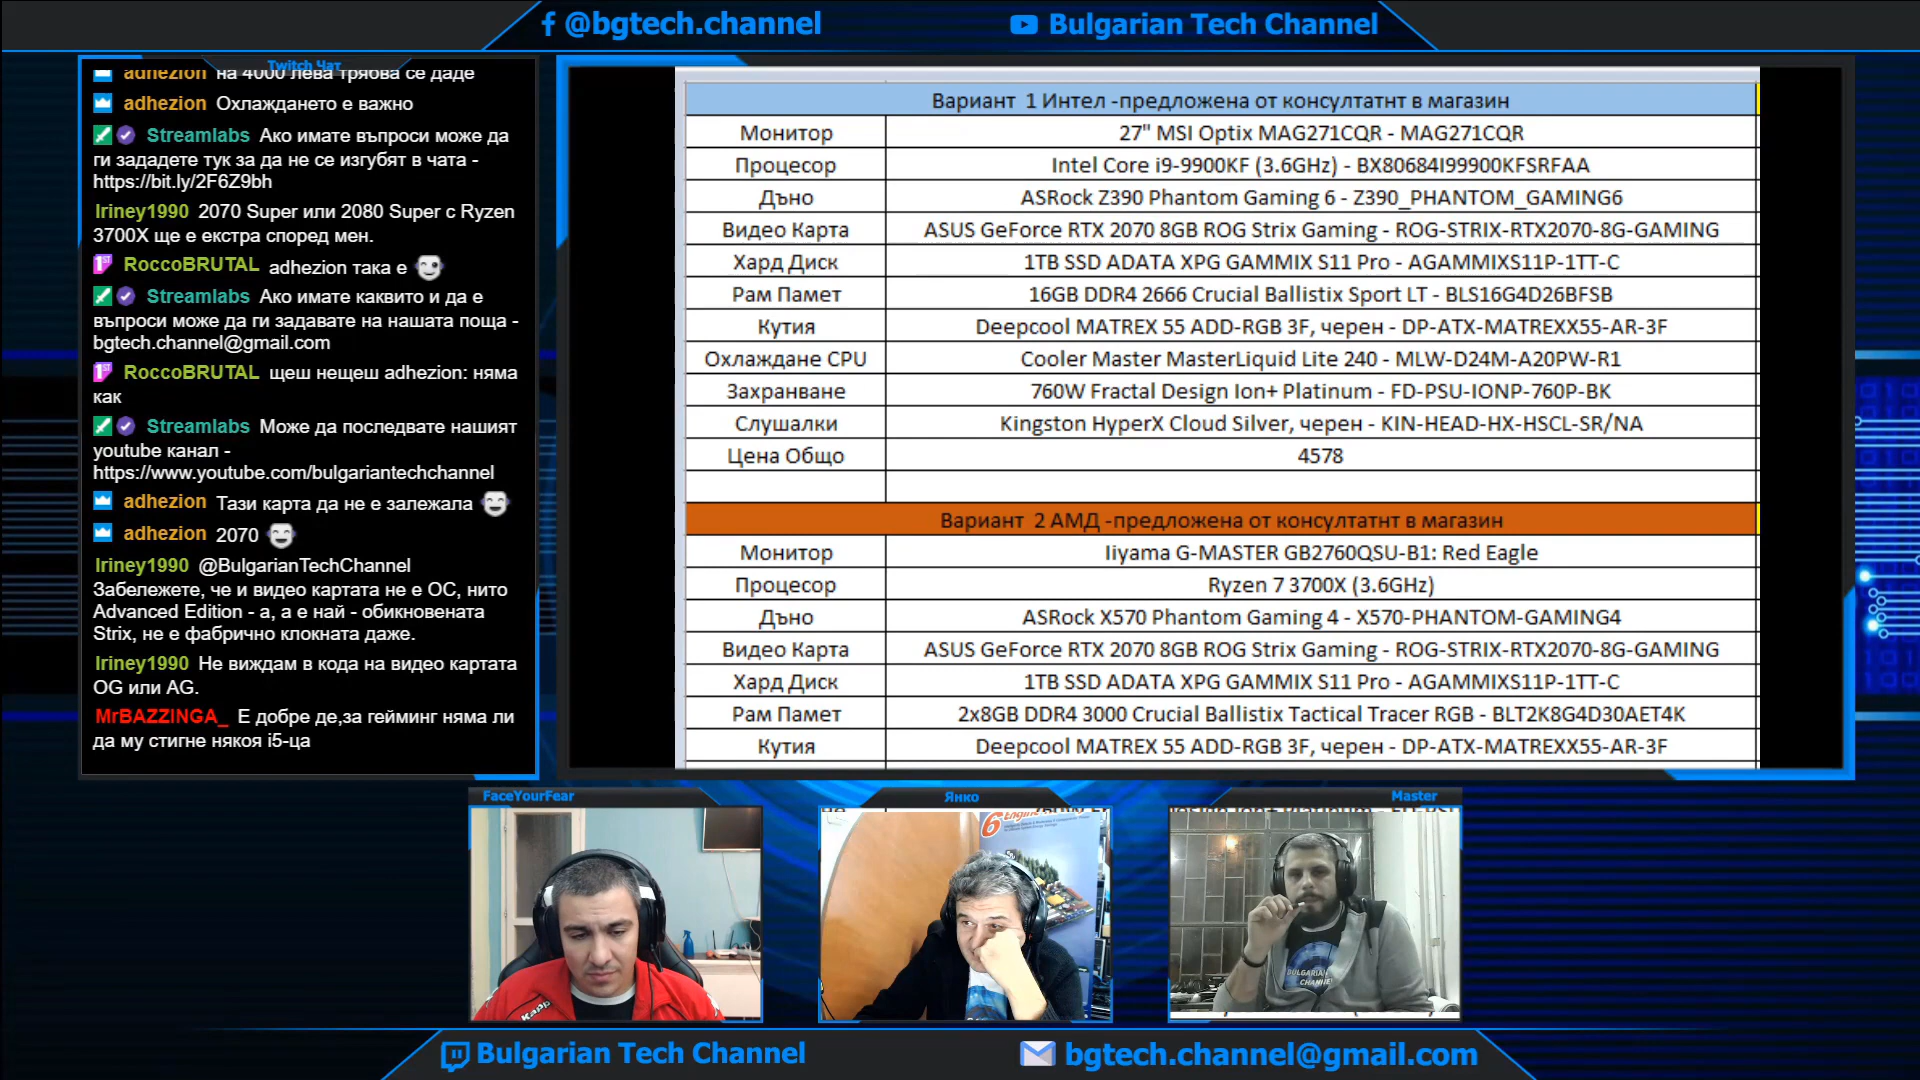 @bgtech.channel
Bulgarian Tech Channel
Twitch Чат
adhezion на 4000 лева трябва се даде
adhezion Охлаждането е важно
Streamlabs Ако имате въпроси може да
ги зададете тук за да не се изгубят в чата -
https://bit.ly/2F6Z9bh
Iriney1990 2070 Super или 2080 Super с Ryzen
3700X ще е екстра според мен.
RoccoBRUTAL adhezion така е
Streamlabs Ако имате каквито и да е
въпроси може да ги задавате на нашата поща -
bgtech.channel@gmail.com
RoccoBRUTAL щеш нещеш adhezion: няма
как
Streamlabs Може да последвате нашият
youtube канал -
https://www.youtube.com/bulgariantechchannel
adhezion Тази карта да не е залежала
adhezion 2070
Iriney1990 @BulgarianTechChannel
Забележете, че и видео картата не е ОС, нито
Advanced Edition - а, а е най - обикновената
Strix, не е фабрично клокната даже.
Iriney1990 Не виждам в кода на видео картата
OG или AG.
MrBAZZINGA_ Е добре де,за гейминг няма ли
да му стигне някоя i5-ца
Вариант 1 Интел -предложена от консултатнт в магазин
Монитор 27" MSI Optix MAG271CQR - MAG271CQR
Процесор Intel Core i9-9900KF (3.6GHz) - BX80684I99900KFSRFAA
Дъно ASRock Z390 Phantom Gaming 6 - Z390_PHANTOM_GAMING6
Видео Карта ASUS GeForce RTX 2070 8GB ROG Strix Gaming - ROG-STRIX-RTX2070-8G-GAMING
Хард Диск 1TB SSD ADATA XPG GAMMIX S11 Pro - AGAMMIXS11P-1TT-C
Рам Памет 16GB DDR4 2666 Crucial Ballistix Sport LT - BLS16G4D26BFSB
Кутия Deepcool MATREX 55 ADD-RGB 3F, черен - DP-ATX-MATREXX55-AR-3F
Охлаждане CPU Cooler Master MasterLiquid Lite 240 - MLW-D24M-A20PW-R1
Захранване 760W Fractal Design Ion+ Platinum - FD-PSU-IONP-760P-BK
Слушалки Kingston HyperX Cloud Silver, черен - KIN-HEAD-HX-HSCL-SR/NA
Цена Общо 4578
Вариант 2 АМД -предложена от консултатнт в магазин
Монитор Iiyama G-MASTER GB2760QSU-B1: Red Eagle
Процесор Ryzen 7 3700X (3.6GHz)
Дъно ASRock X570 Phantom Gaming 4 - X570-PHANTOM-GAMING4
Видео Карта ASUS GeForce RTX 2070 8GB ROG Strix Gaming - ROG-STRIX-RTX2070-8G-GAMING
Хард Диск 1TB SSD ADATA XPG GAMMIX S11 Pro - AGAMMIXS11P-1TT-C
Рам Памет 2x8GB DDR4 3000 Crucial Ballistix Tactical Tracer RGB - BLT2K8G4D30AET4K
Кутия Deepcool MATREX 55 ADD-RGB 3F, черен - DP-ATX-MATREXX55-AR-3F
FaceYourFear
Янко
Master
6 Engine
Kappa
BULGARIAN
CHANNEL
Bulgarian Tech Channel
bgtech.channel@gmail.com